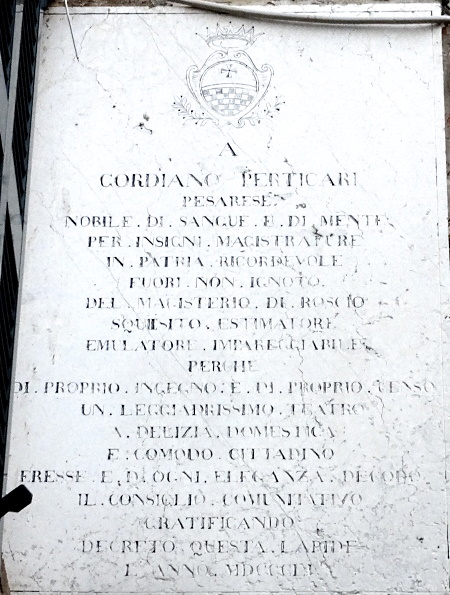 A
GORDIANO PERTICARI
PESARESE
NOBILE . DI . SANGUE . E . DI . MENTE
PER . INSIGNI . MAGISTRATURE
IN . PATRIA . RICORDEVOLE
FUORI . NON . IGNOTO .
DEL . MAGISTERIO . DI . ROSCIO
SQUISITO . ESTIMATORE
EMULATORE . IMPAREGGIABILE
PERCHE
DI . PROPRIO . INGEGNO . E . DI . PROPRIO . CENSO
UN . LEGGIADRISSIMO . TEATRO
A . DELIZIA . DOMESTICA
E . COMODO . CITTADINO
ERESSE . E . D'OGNI . ELEGANZA . DECORÒ
IL . CONSIGLIO . COMUNITATIVO
GRATIFICANDO
DECRETO . QUESTA . LAPIDE
L'ANNO .